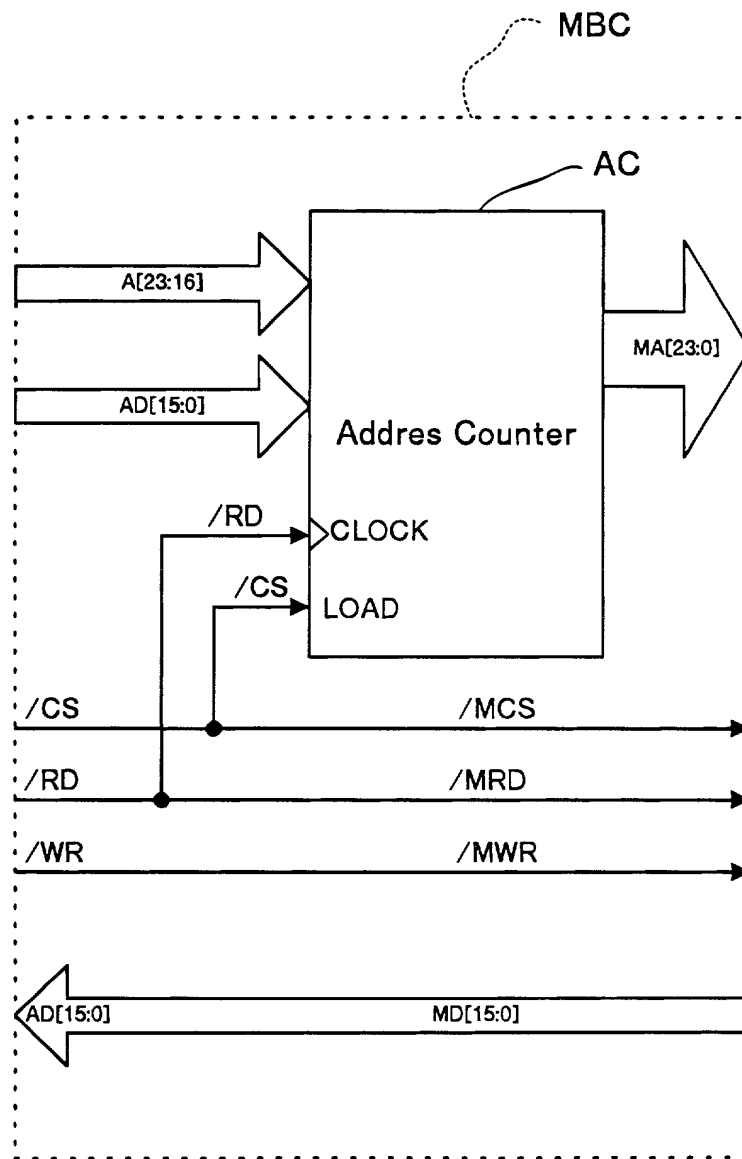 MBC
AC
A[23:16]
MA[23:0]
AD[15:0]
Addres Counter
/RD
CLOCK
/CS
LOAD
/CS /MCS
/RD /MRD
/WR /MWR
AD[15:0] MD[15:0]